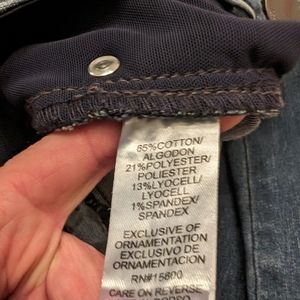 65%COTTON/
ALGODON
21%POLYESTER/
POLIESTER
13%LYOCELL/
LYOCELL
1%SPANDEX/
SPANDEX
EXCLUSIVE OF
ORNAMENTATION
EXCLUSIVO DE
ORNAMENTACION
RN#15800
CARE ON REVERSE